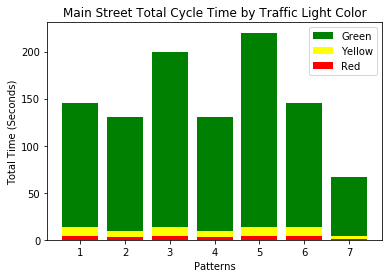 Main Street Total Cycle Time by Traffic Light Color
Total Time (Seconds)
200
150
100
50
0
Green
Yellow
Red
1 2 3 4 5 6 7
Patterns